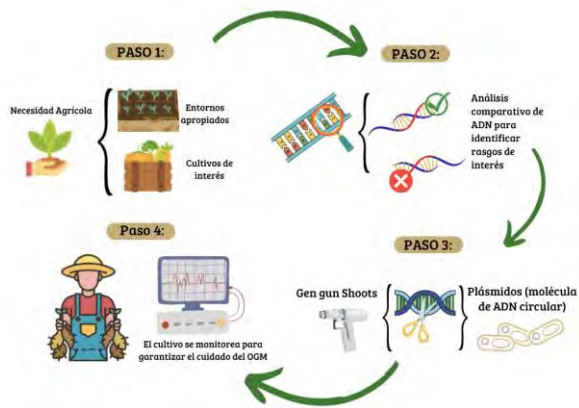 PASO 1:
Necesidad Agrícola
Entornos
apropiados
Cultivos de
interés
PASO 2:
Análisis
comparativo de
ADN para
identificar
rasgos de
interés
PASO 3:
Gen gun Shoots
Plásmidos (molécula
de ADN circular)
Paso 4:
El cultivo se monitorea para
garantizar el cuidado del OGM